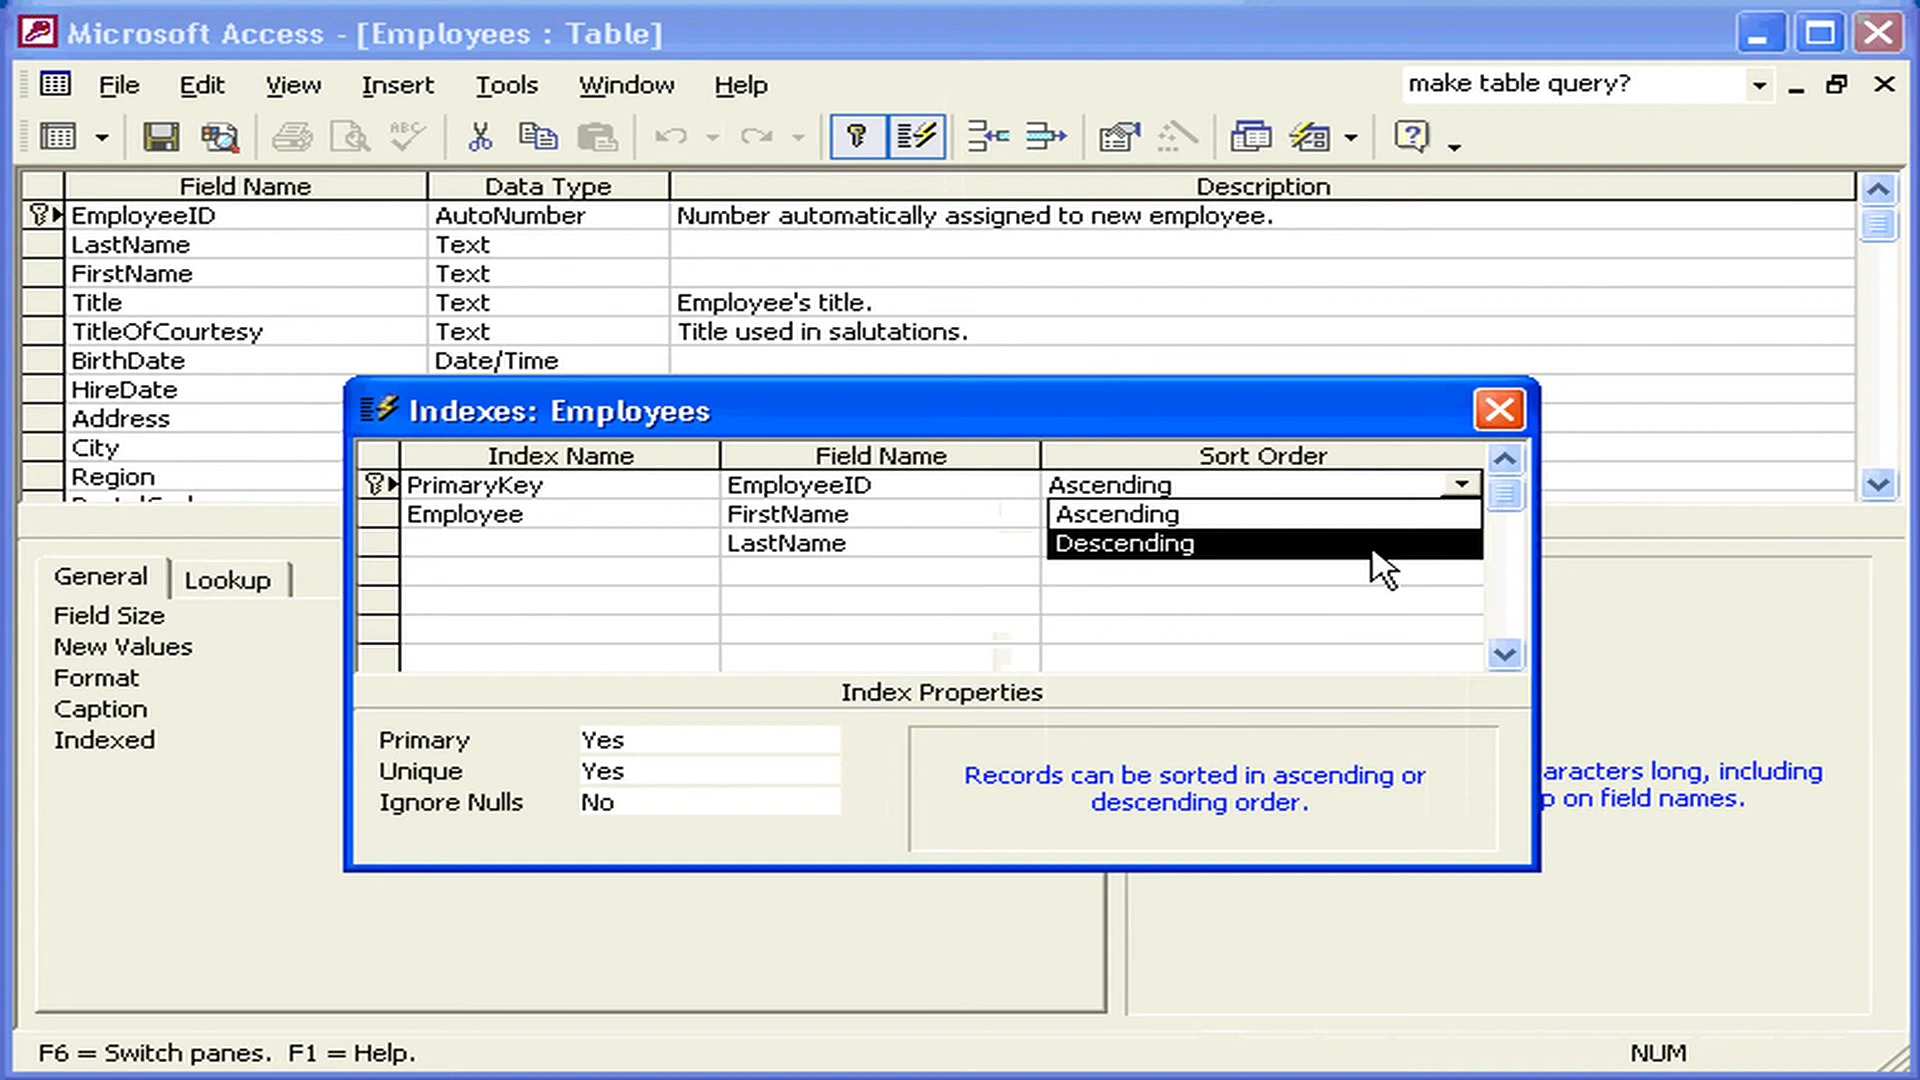 Microsoft Access - [Employees : Table]
File Edit View Insert Tools Window Help make table query?
ABC
Field Name Data Type Description
EmployeeID AutoNumber Number automatically assigned to new employee.
LastName Text
FirstName Text
Title Text Employee's title.
TitleOfCourtesy Text Title used in salutations.
BirthDate Date/Time
HireDate
Address
City
Region
Indexes: Employees
Index Name Field Name Sort Order
PrimaryKey EmployeeID Ascending
Employee FirstName Ascending
LastName Descending
Index Properties
Primary Yes
Unique Yes
Ignore Nulls No
Records can be sorted in ascending or
descending order.
General Lookup
Field Size
New Values
Format
Caption
Indexed
aracters long, including
p on field names.
F6 = Switch panes. F1 = Help. NUM